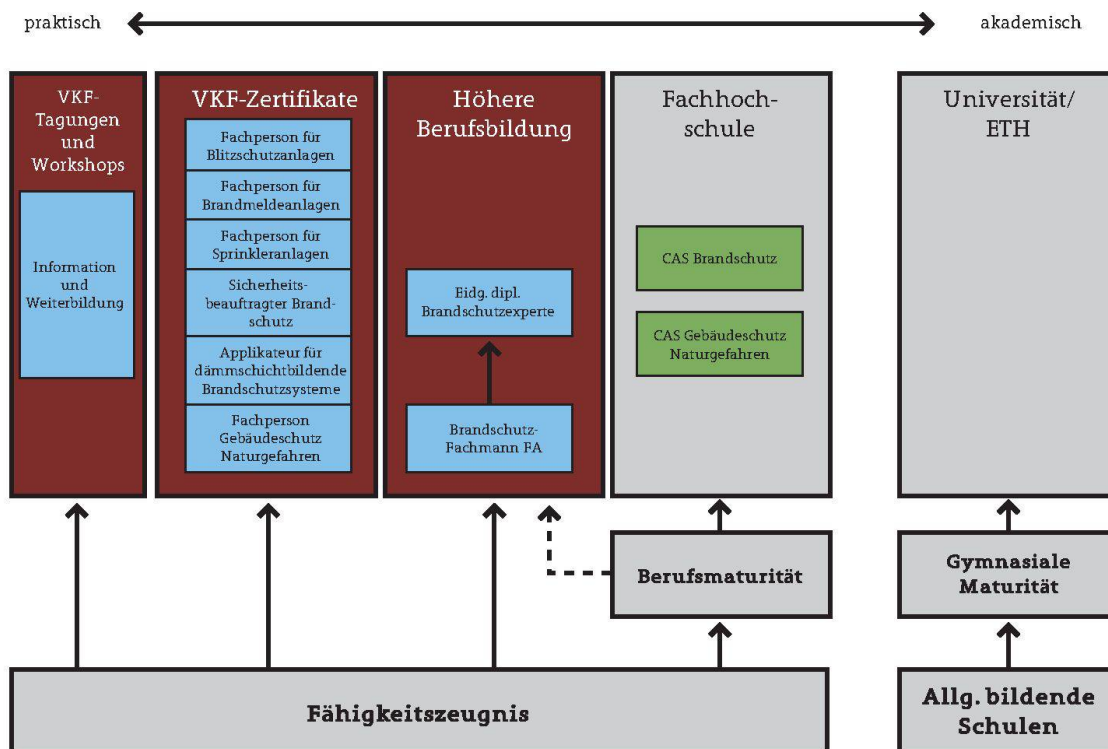 praktisch
akademisch
VKF-
Tagungen
und
Workshops
Information
und
Weiterbildung
VKF-Zertifikate
Fachperson für
Blitzschutzanlagen
Fachperson für
Brandmeldeanlagen
Fachperson für
Sprinkleranlagen
Sicherheits-
beauftragter Brand-
schutz
Applikateur für
dämmschichtbildende
Brandschutzsysteme
Fachperson
Gebäudeschutz
Naturgefahren
Höhere
Berufsbildung
Eidg. dipl.
Brandschutzexperte
Brandschutz-
Fachmann FA
Fachhoch-
schule
CAS Brandschutz
CAS Gebäudeschutz
Naturgefahren
Universität/
ETH
Berufsmaturität
Gymnasiale
Maturität
Fähigkeitszeugnis
Allg. bildende
Schulen